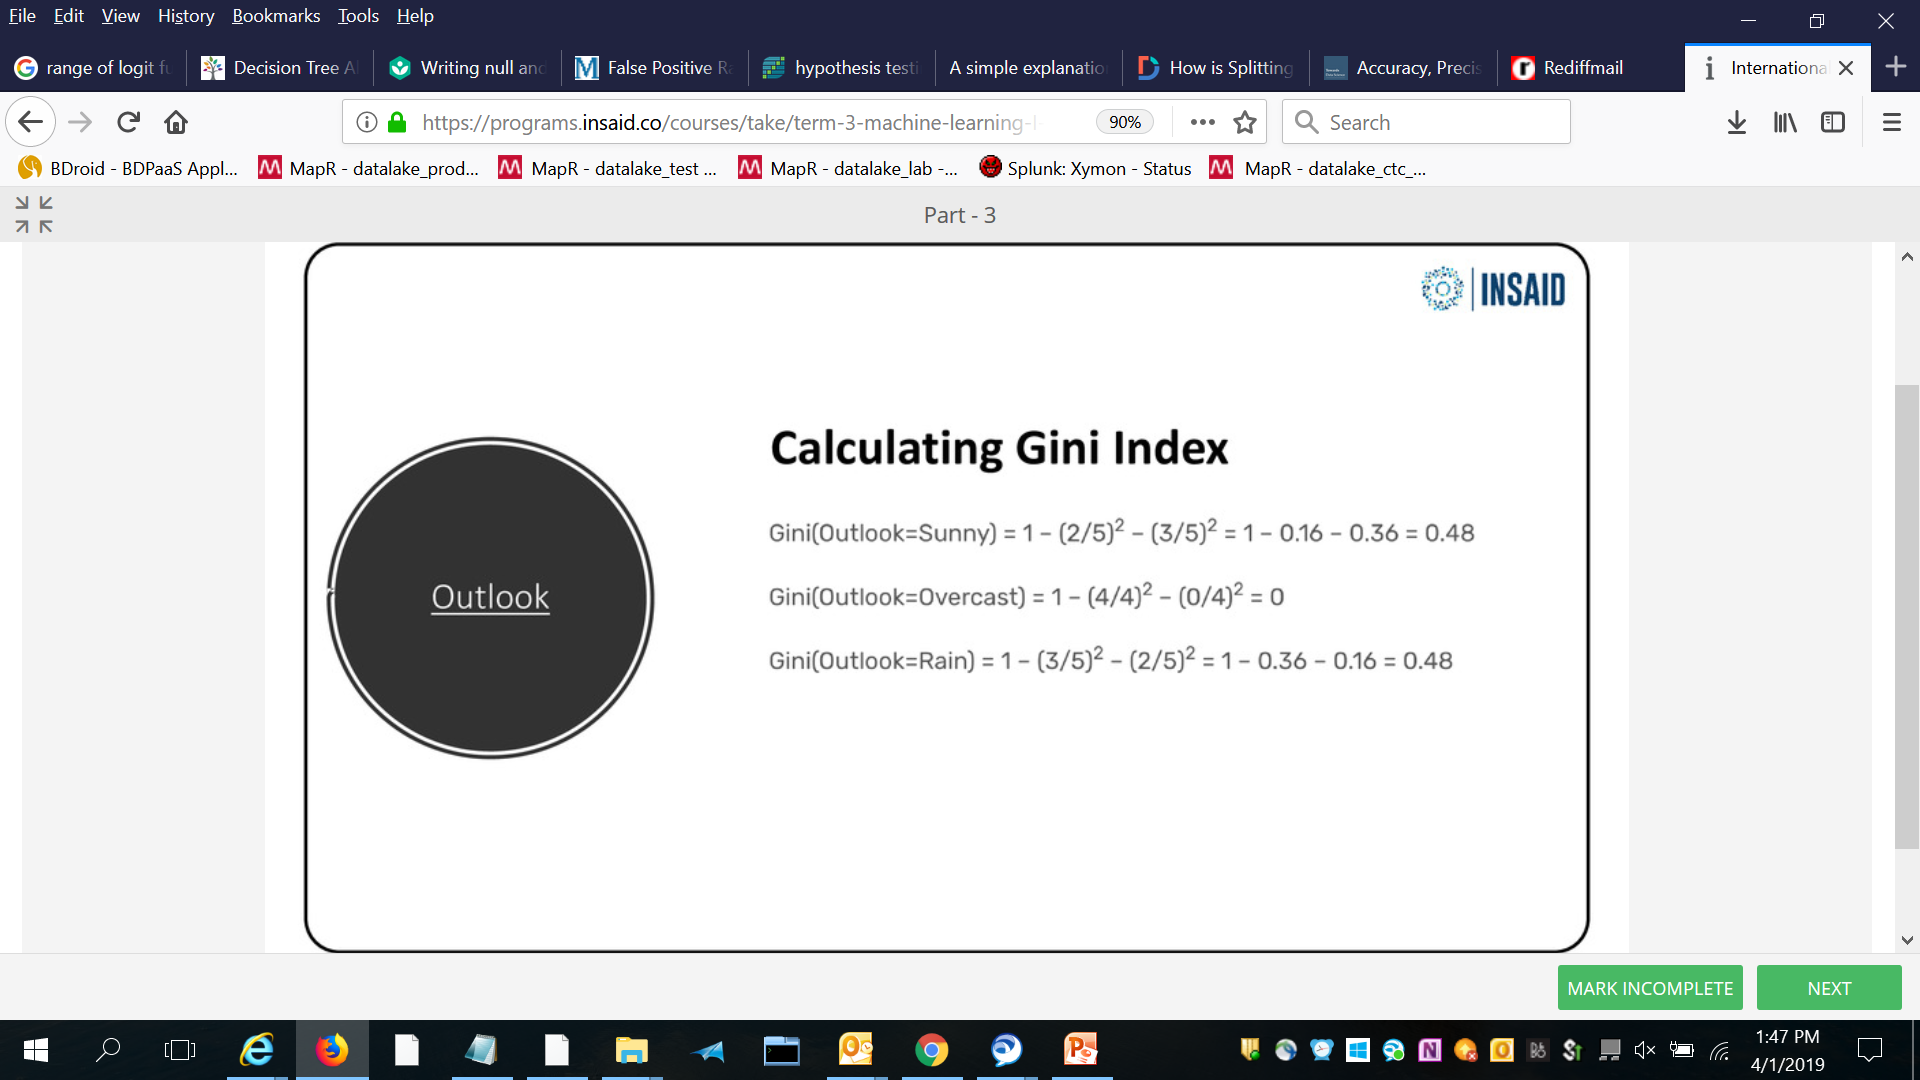 File Edit View History Bookmarks Tools Help
range of logit fu Decision Tree Al Writing null and False Positive Ra hypothesis testi A simple explanation How is Splitting Accuracy, Precis Rediffmail International
https://programs.insaid.co/courses/take/term-3-machine-learning-l 90% Search
BDroid - BDPaaS Appl... MapR - datalake_prod... MapR - datalake_test ... MapR - datalake_lab -... Splunk: Xymon - Status MapR - datalake_ctc_...
Part - 3
INSAID
Calculating Gini Index
Gini(Outlook=Sunny) = 1 – (2/5)² – (3/5)² = 1 – 0.16 – 0.36 = 0.48
Outlook
Gini(Outlook=Overcast) = 1 – (4/4)² – (0/4)² = 0
Gini(Outlook=Rain) = 1 – (3/5)² – (2/5)² = 1 – 0.36 – 0.16 = 0.48
MARK INCOMPLETE NEXT
1:47 PM
4/1/2019